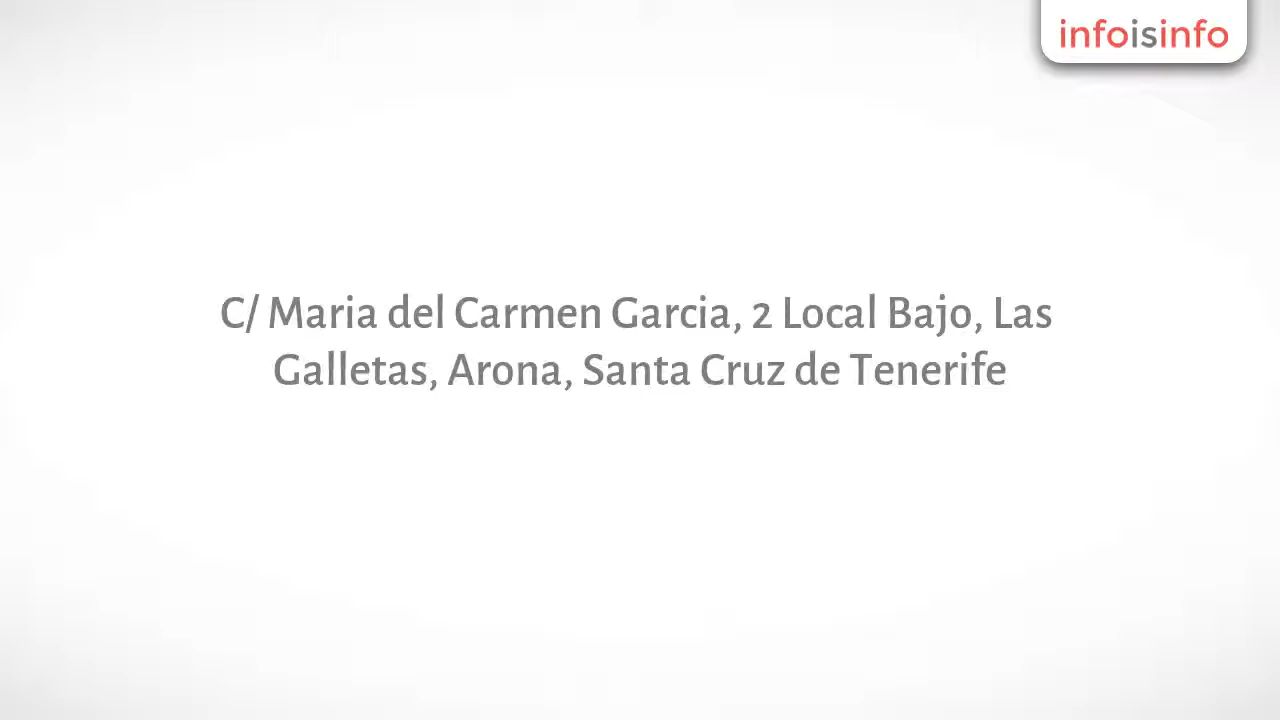 infoisinfo
C/ Maria del Carmen Garcia, 2 Local Bajo, Las
Galletas, Arona, Santa Cruz de Tenerife